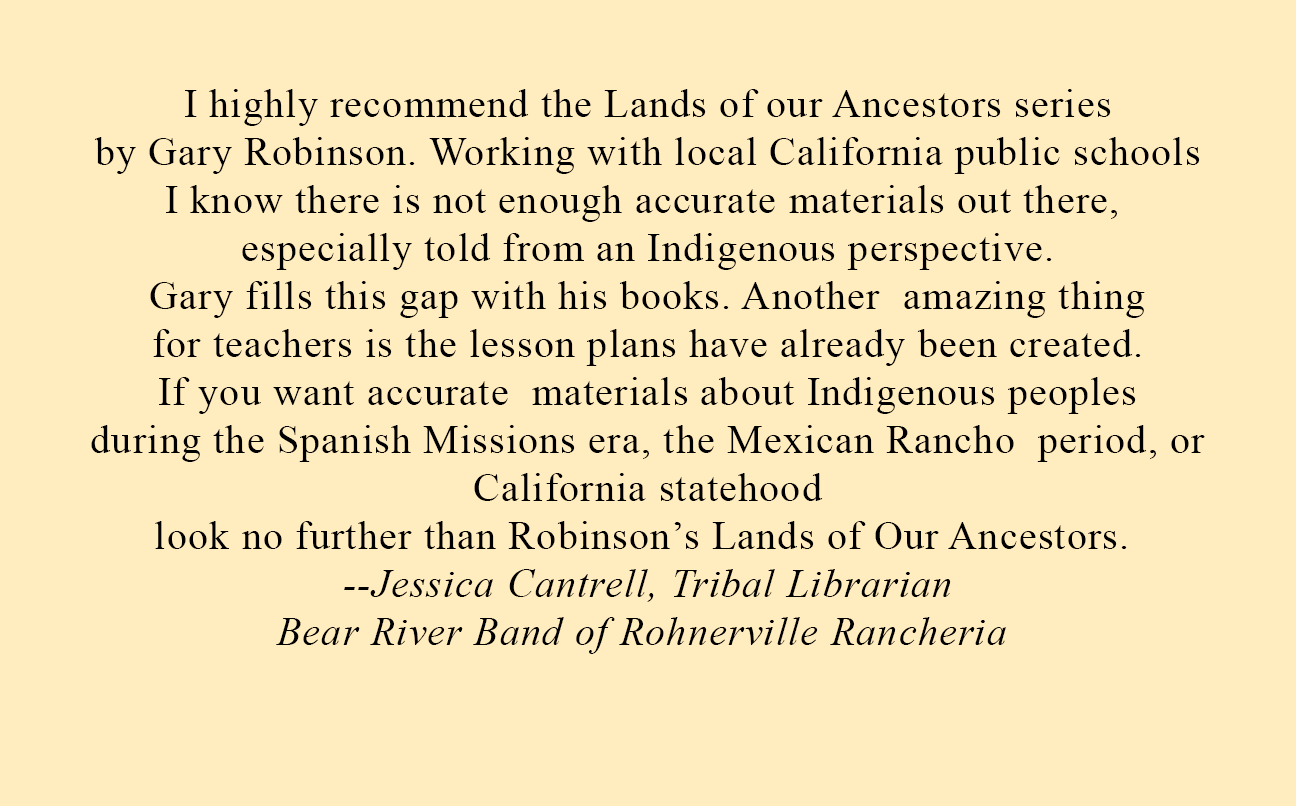 I highly recommend the Lands of our Ancestors series
by Gary Robinson. Working with local California public schools
I know there is not enough accurate materials out there,
especially told from an Indigenous perspective.
Gary fills this gap with his books. Another  amazing thing
for teachers is the lesson plans have already been created.
If you want accurate  materials about Indigenous peoples
during the Spanish Missions era, the Mexican Rancho  period, or
California statehood
look no further than Robinson’s Lands of Our Ancestors.
--Jessica Cantrell, Tribal Librarian
Bear River Band of Rohnerville Rancheria